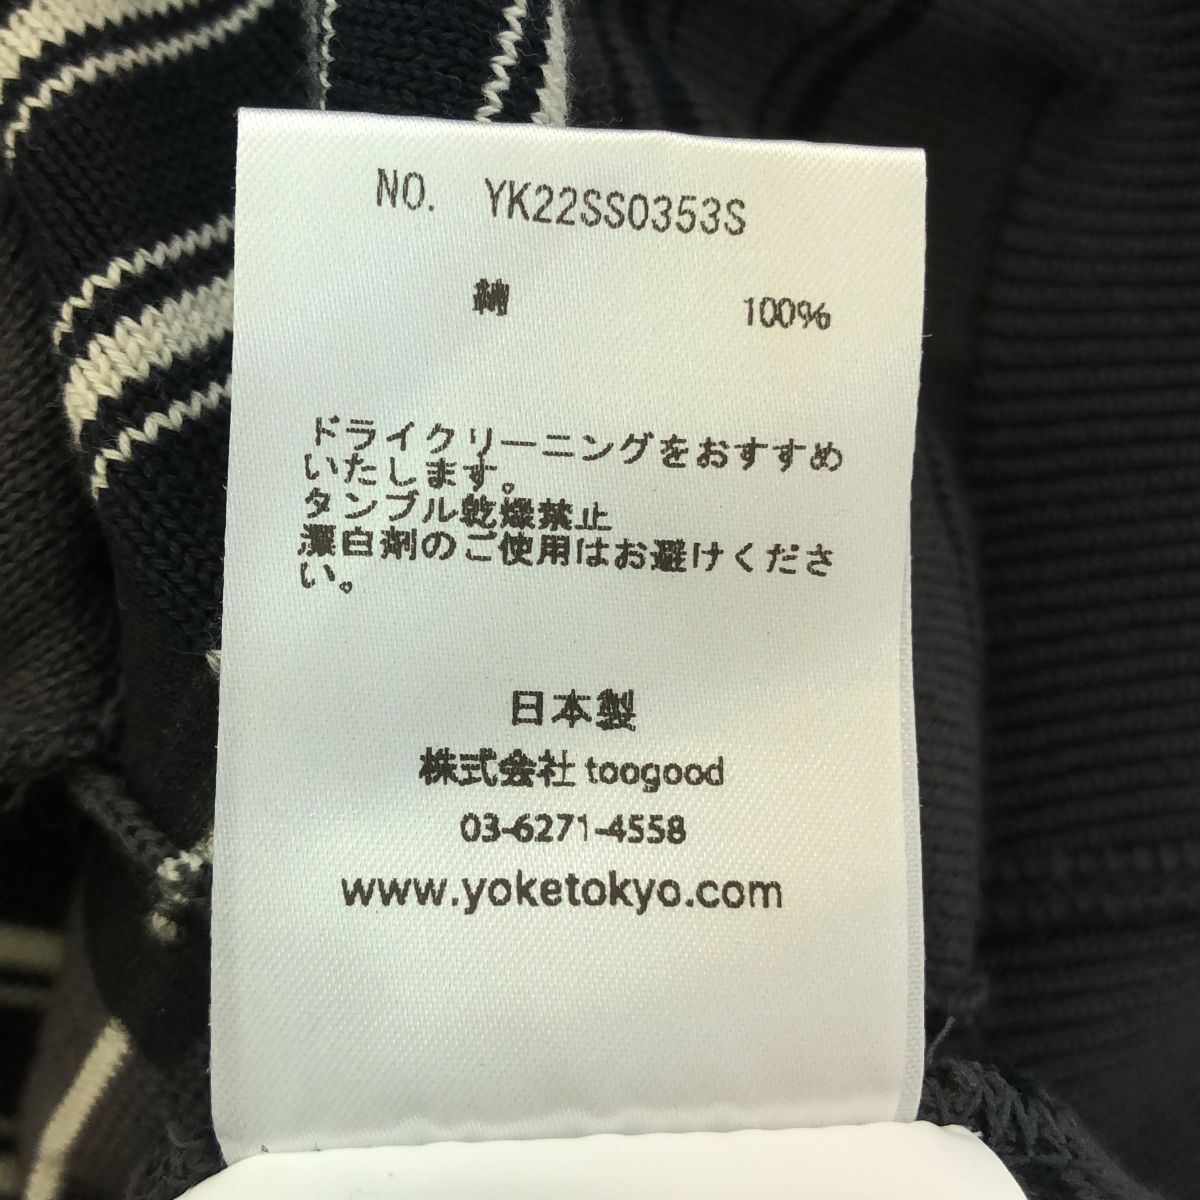 NO. YK22SS0353S
綿 100%
ドライクリーニングをおすすめ
いたします。
タンブル乾燥禁止
漂白剤のご使用はお避けくださ
い。
日本製
株式会社 toogood
03-6271-4558
www.yoketokyo.com